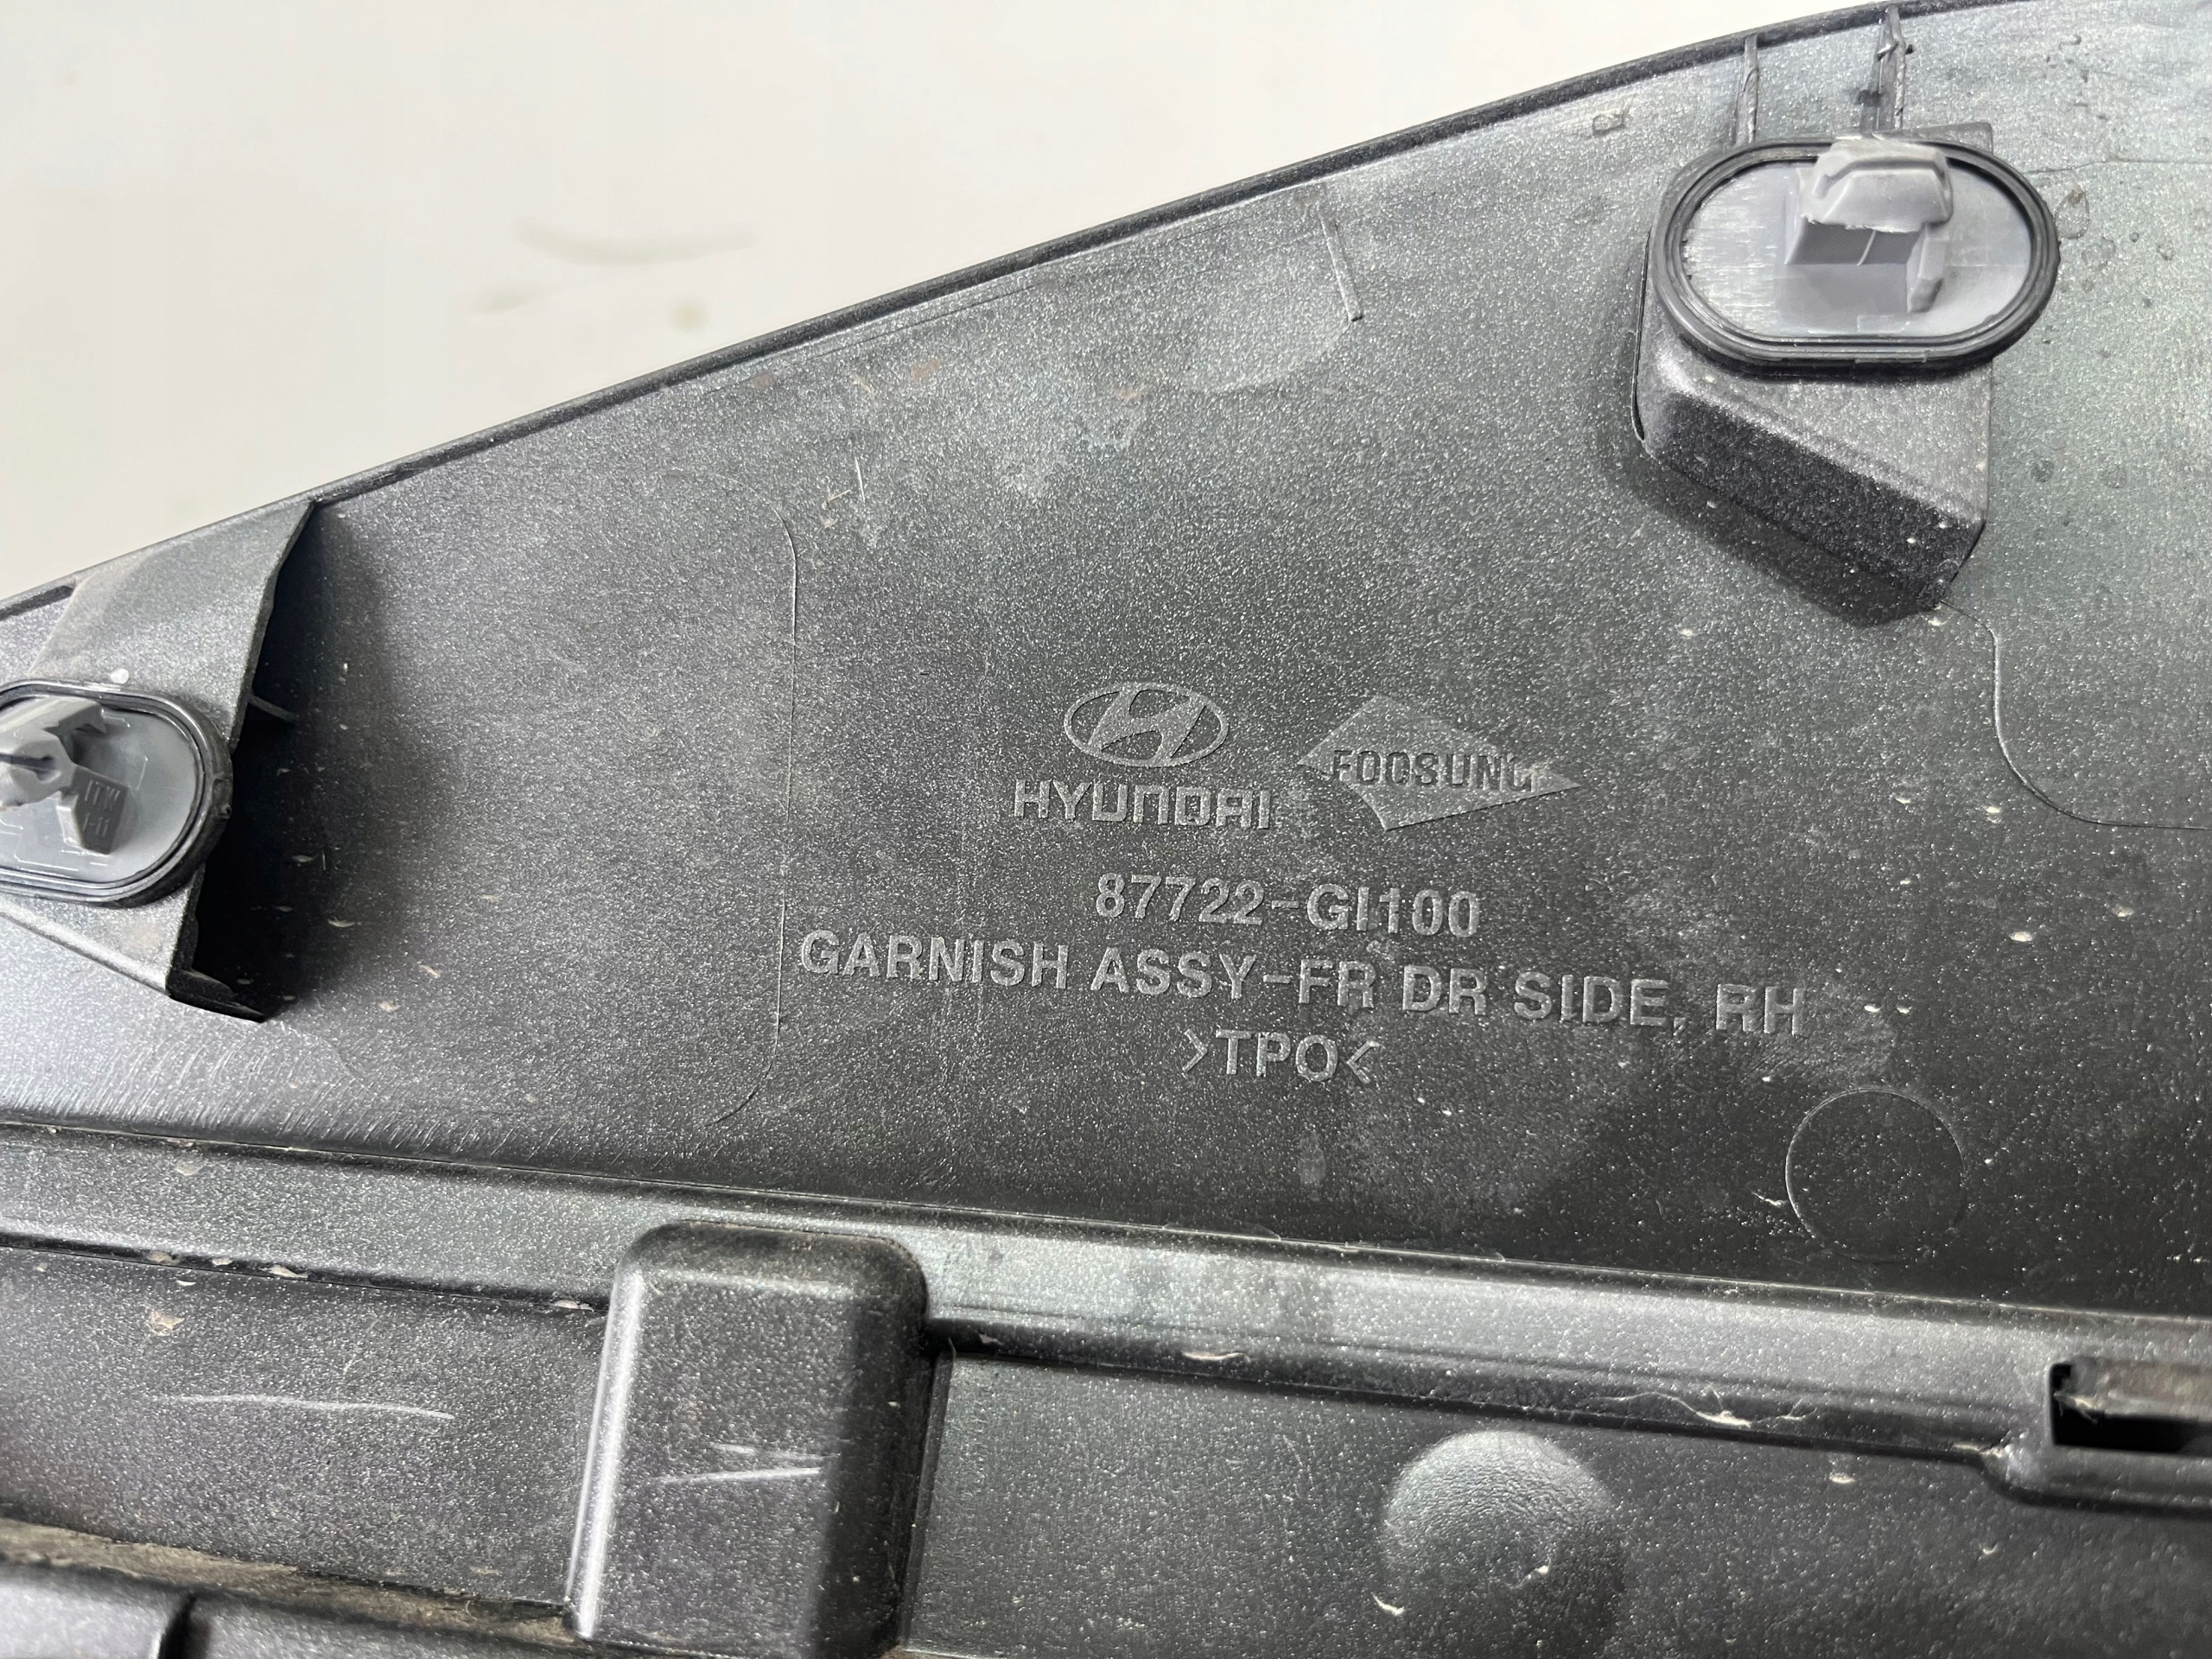 HYUNDAI
FOOSUNG
87722-GI100
GARNISH ASSY-FR DR SIDE, RH
>TPO<